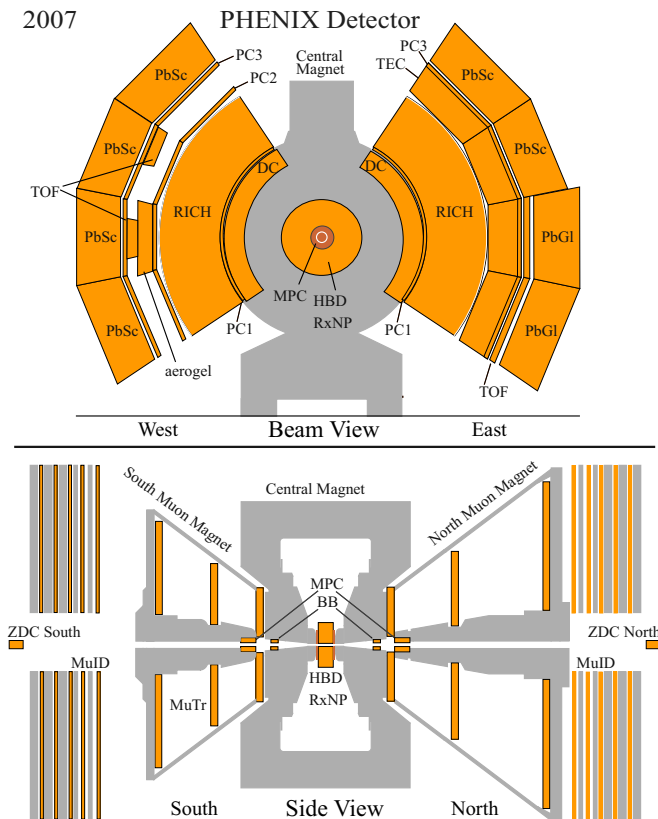 2007
PHENIX Detector
Central
Magnet
PC3
PC2
PbSc
PbSc
PbSc
PbSc
TOF
RICH
DC
MPC
HBD
RxNP
PC1
aerogel
PC3
TEC
PbSc
PbSc
PbGl
PbGl
DC
RICH
PC1
TOF
West
Beam View
East
South Muon Magnet
Central Magnet
North Muon Magnet
MPC
BB
ZDC South
ZDC North
MuID
MuID
MuTr
HBD
RxNP
South
Side View
North